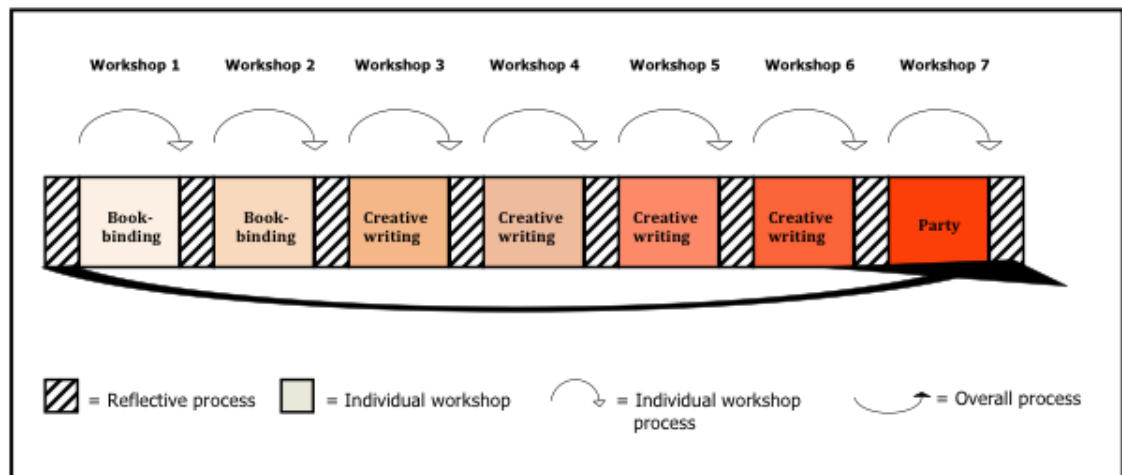 Workshop 1 Workshop 2 Workshop 3 Workshop 4 Workshop 5 Workshop 6 Workshop 7
Book-
binding
Book-
binding
Creative
writing
Creative
writing
Creative
writing
Creative
writing
Party
= Reflective process
= Individual workshop
= Individual workshop
process
= Overall process